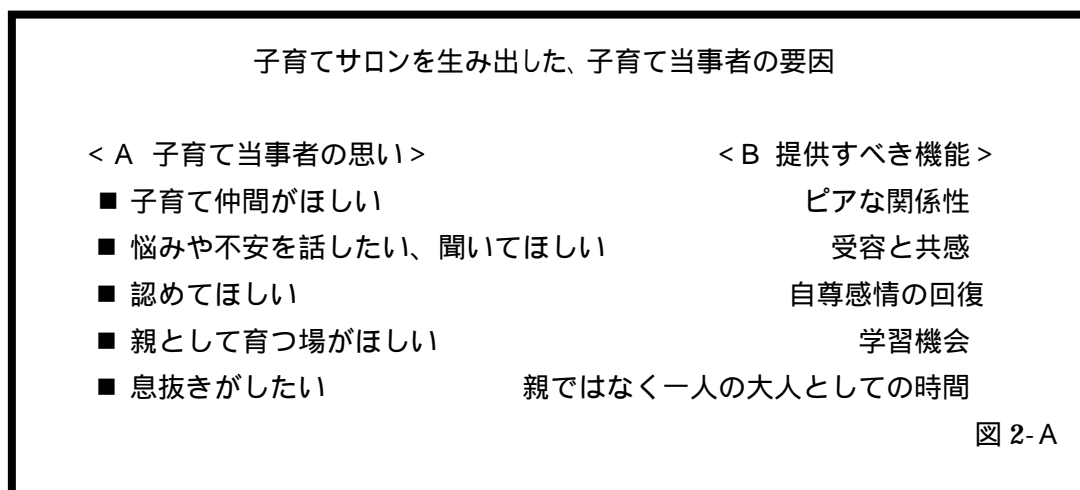 子育てサロンを生み出した、子育て当事者の要因
<A 子育て当事者の思い> <B 提供すべき機能>
■ 子育て仲間がほしい ピアな関係性
■ 悩みや不安を話したい、聞いてほしい 受容と共感
■ 認めてほしい 自尊感情の回復
■ 親として育つ場がほしい 学習機会
■ 息抜きがしたい 親ではなく一人の大人としての時間
図 2-A